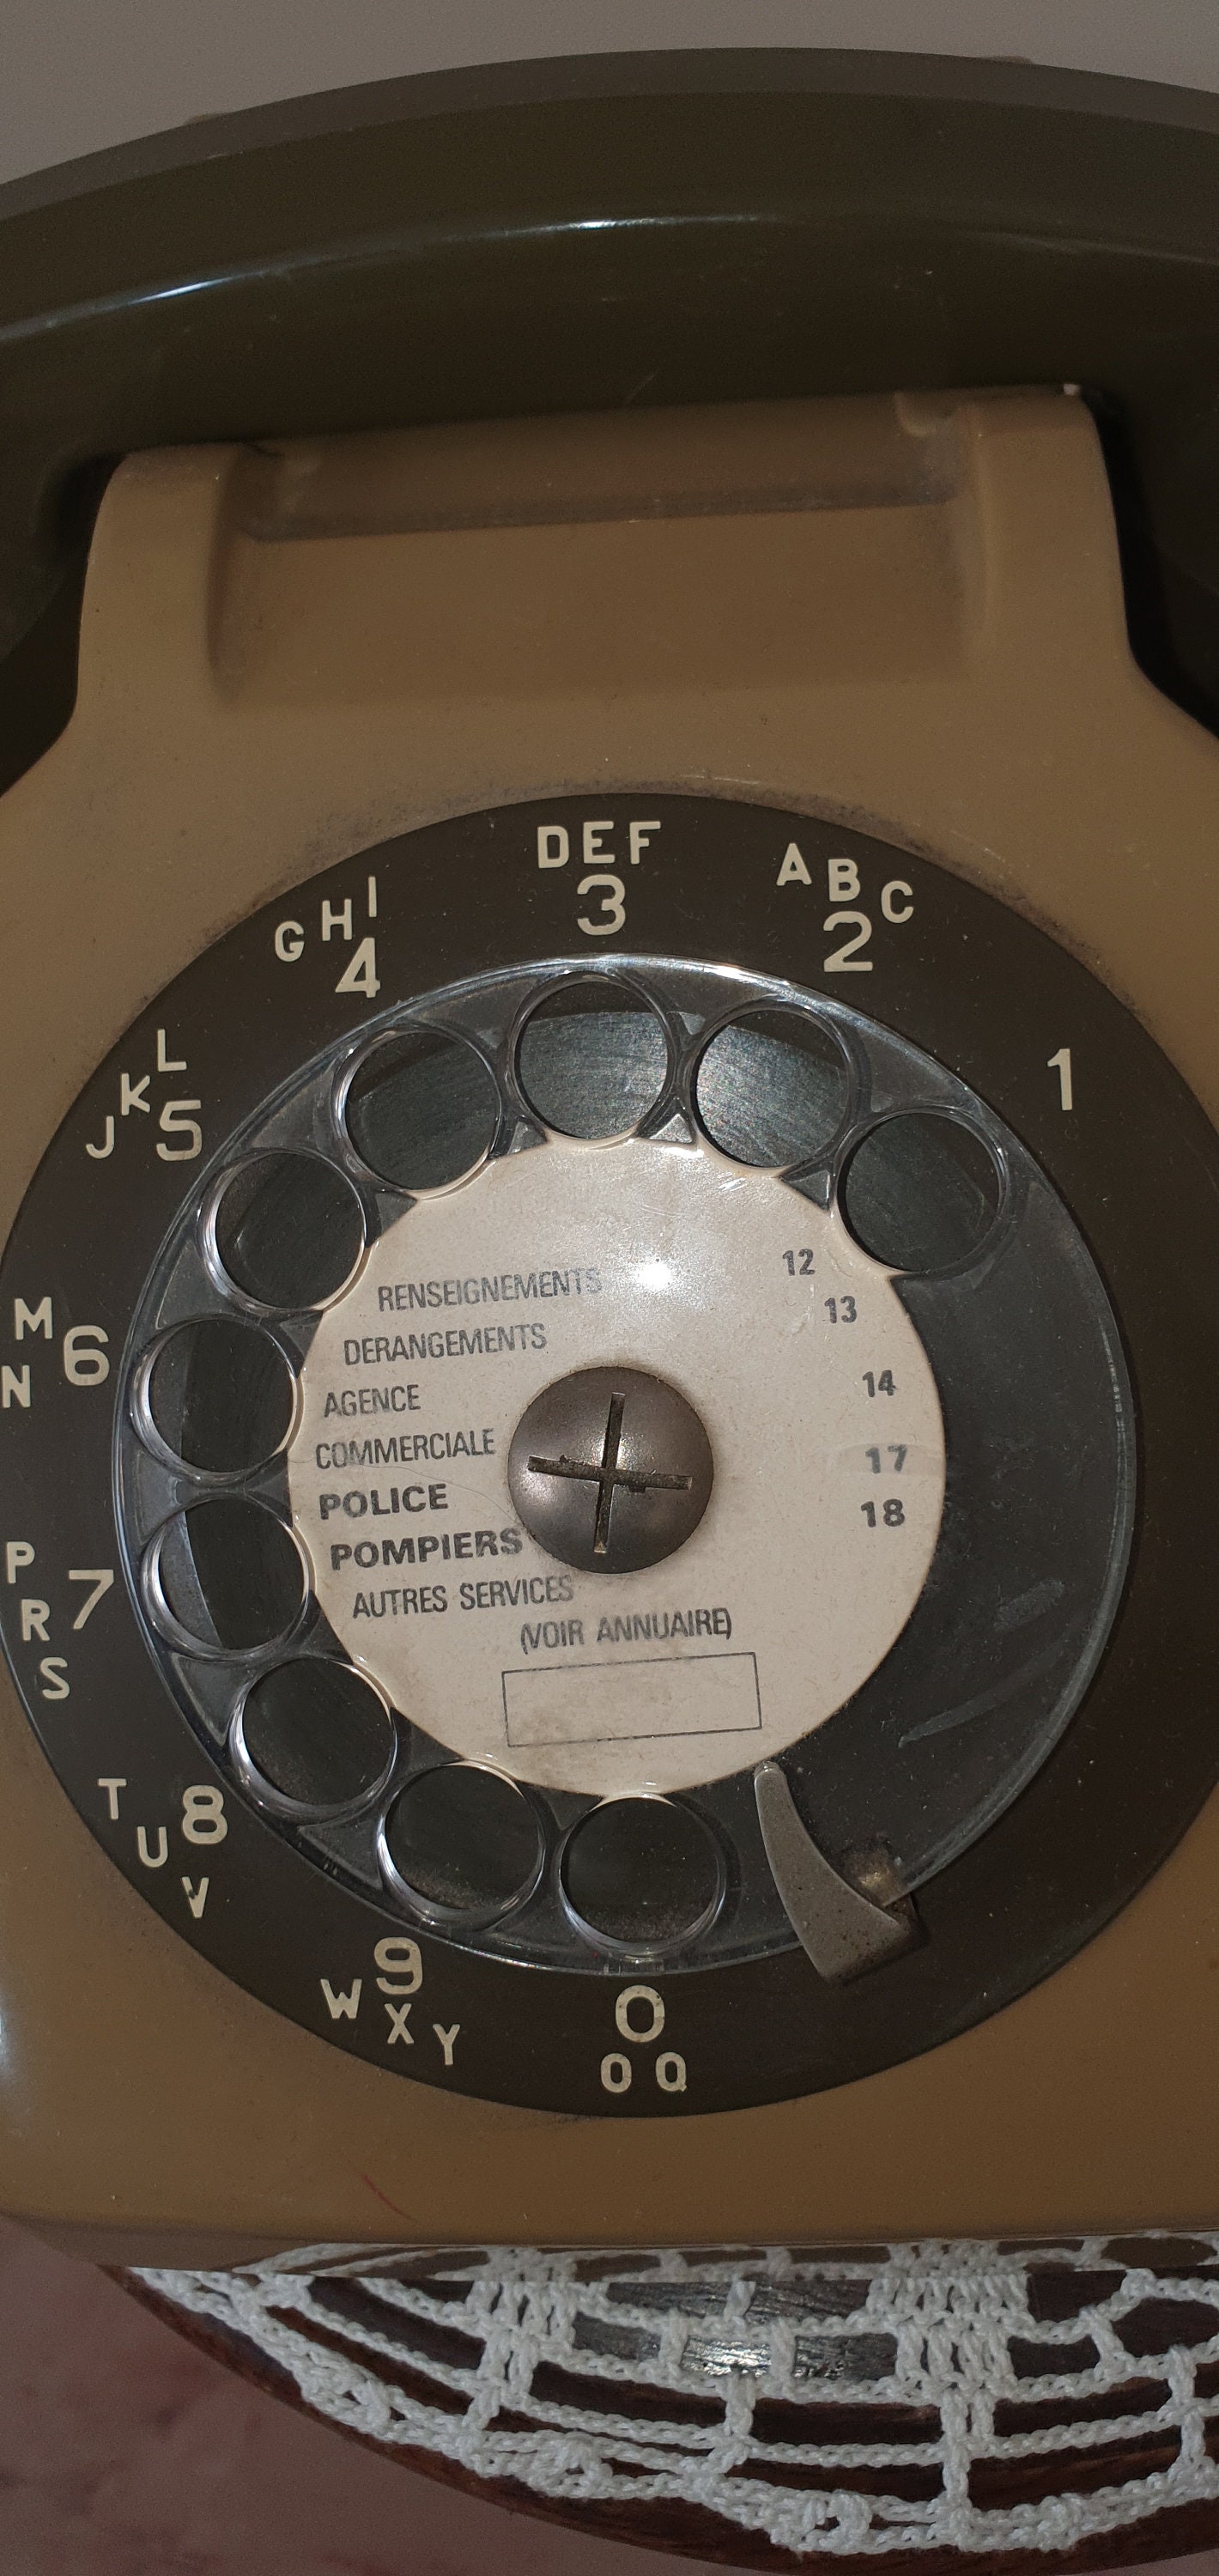 DEF
3
ABC
2
GHI
4
1
JKL
5
MN
6
PRS
7
TUV
8
9
WXY
0
OQ
RENSEIGNEMENTS 12
DERANGEMENTS 13
AGENCE
COMMERCIALE 14
POLICE 17
POMPIERS 18
AUTRES SERVICES
(VOIR ANNUAIRE)